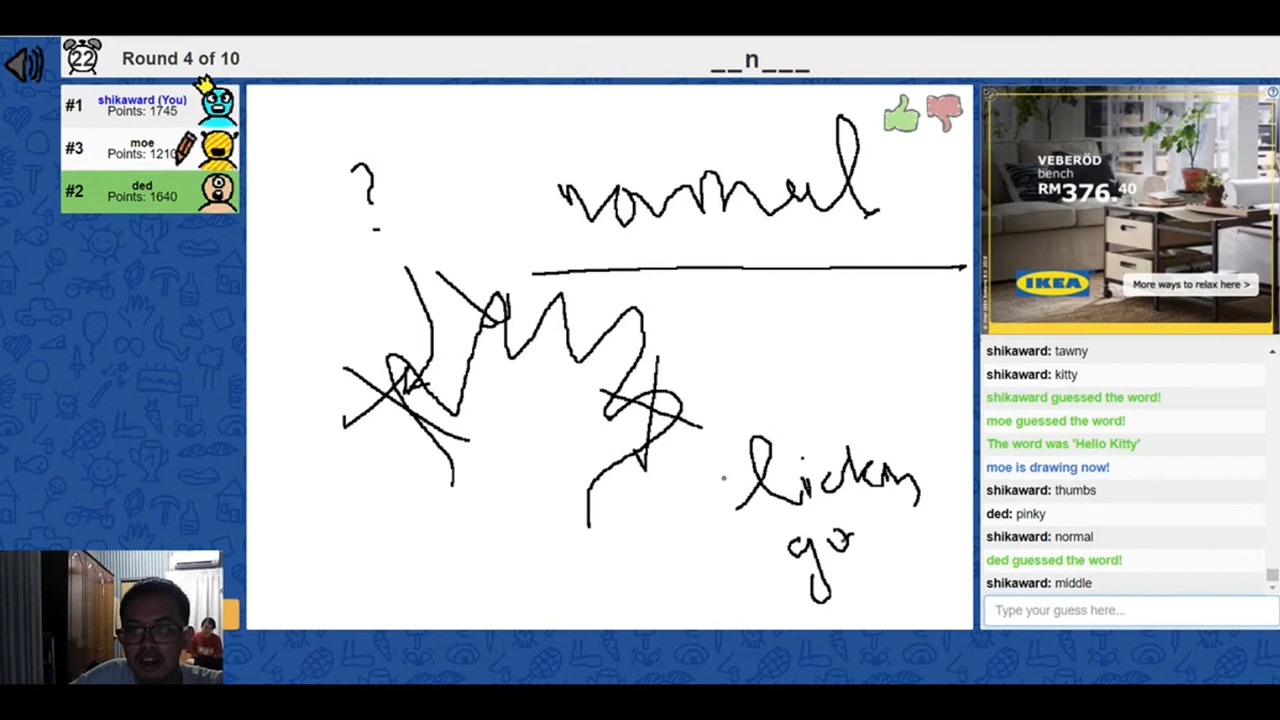 22
Round 4 of 10
__n___
#1
shikaward (You)
Points: 1745
#3
moe
Points: 1210
#2
ded
Points: 1640
?
normal
go
VEBERÖD
bench
RM376.40
IKEA
More ways to relax here >
shikaward: tawny
shikaward: kitty
shikaward guessed the word!
moe guessed the word!
The word was 'Hello Kitty'
moe is drawing now!
shikaward: thumbs
ded: pinky
shikaward: normal
ded guessed the word!
shikaward: middle
Type your guess here...